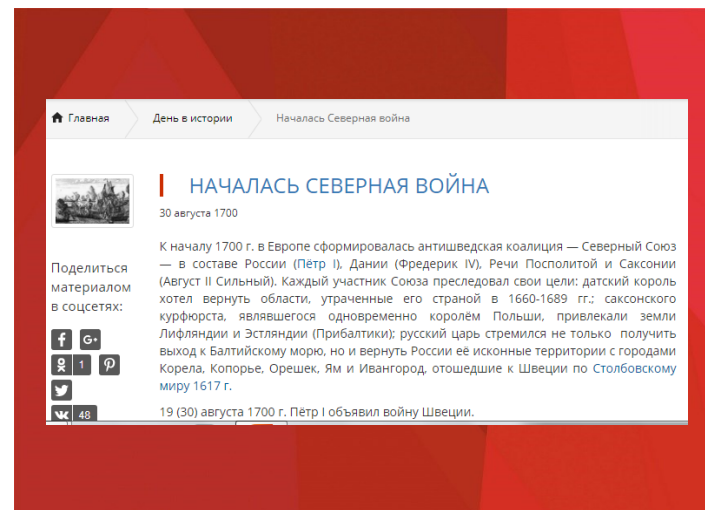 Главная День в истории Началась Северная война
НАЧАЛАСЬ СЕВЕРНАЯ ВОЙНА
30 августа 1700
К началу 1700 г. в Европе сформировалась антишведская коалиция — Северный Союз
— в составе России (Пётр I), Дании (Фредерик IV), Речи Посполитой и Саксонии
(Август II Сильный). Каждый участник Союза преследовал свои цели: датский король
хотел вернуть области, утраченные его страной в 1660-1689 гг.; саксонского
курфюрста, являвшегося одновременно королём Польши, привлекали земли
Лифляндии и Эстляндии (Прибалтики); русский царь стремился не только получить
выход к Балтийскому морю, но и вернуть России её исконные территории с городами
Корела, Копорье, Орешек, Ям и Ивангород, отошедшие к Швеции по Столбовскому
миру 1617 г.
19 (30) августа 1700 г. Пётр I объявил войну Швеции.
Поделиться
материалом
в соцсетях:
f G+
1
48